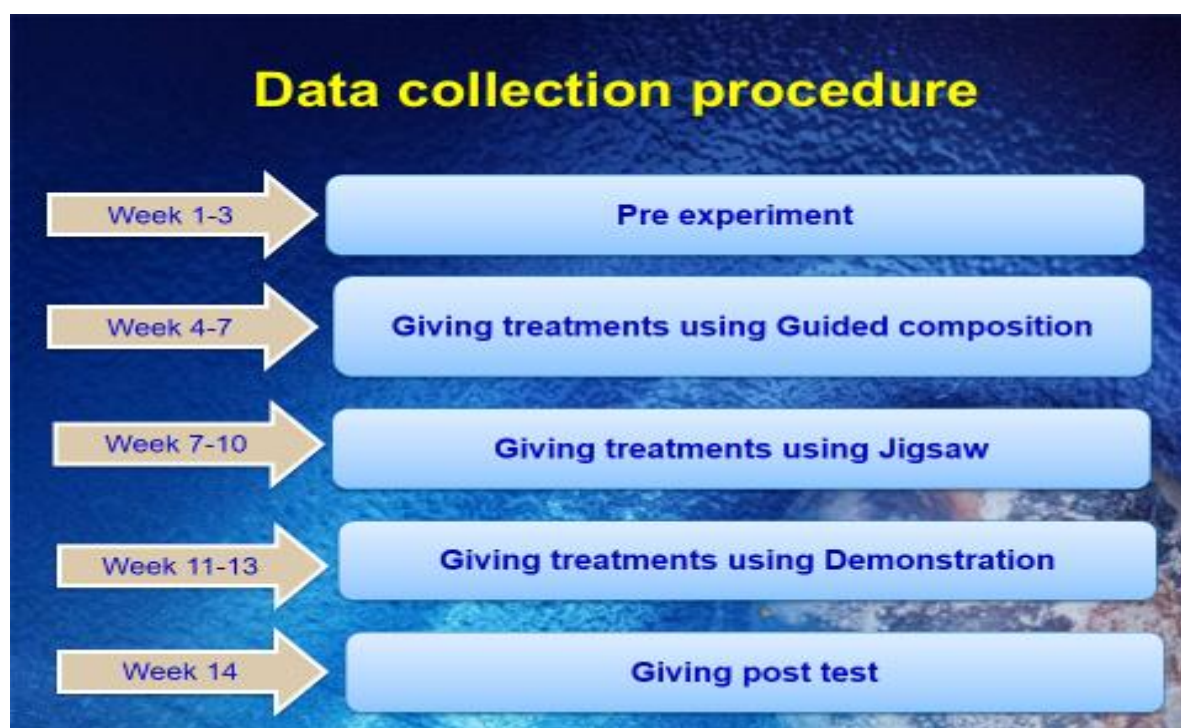 Data collection procedure
Week 1-3
Pre experiment
Week 4-7
Giving treatments using Guided composition
Week 7-10
Giving treatments using Jigsaw
Week 11-13
Giving treatments using Demonstration
Week 14
Giving post test